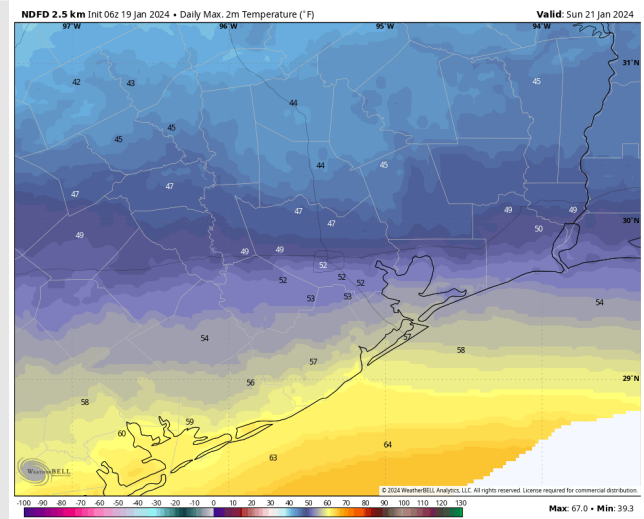 NDFD 2.5 km Init 06z 19 Jan 2024 • Daily Max. 2m Temperature (°F) Valid: Sun 21 Jan 2024
97°W 96°W 95°W 94°W
31°N
42 43 45
44
45 45
44 45
47 47
47 49 49
47 50 30°N
49
49 49
52
52 52 52
53 53
54
54 57
57 58
29°N
56
58
59
60
64
63
WEATHERBELL
© 2024 WeatherBELL Analytics, LLC. All rights reserved. License required for commercial distribution.
-100 -90 -80 -70 -60 -50 -40 -30 -20 -10 0 10 20 30 40 50 60 70 80 90 100 110 120 130 Max: 67.0 • Min: 39.3